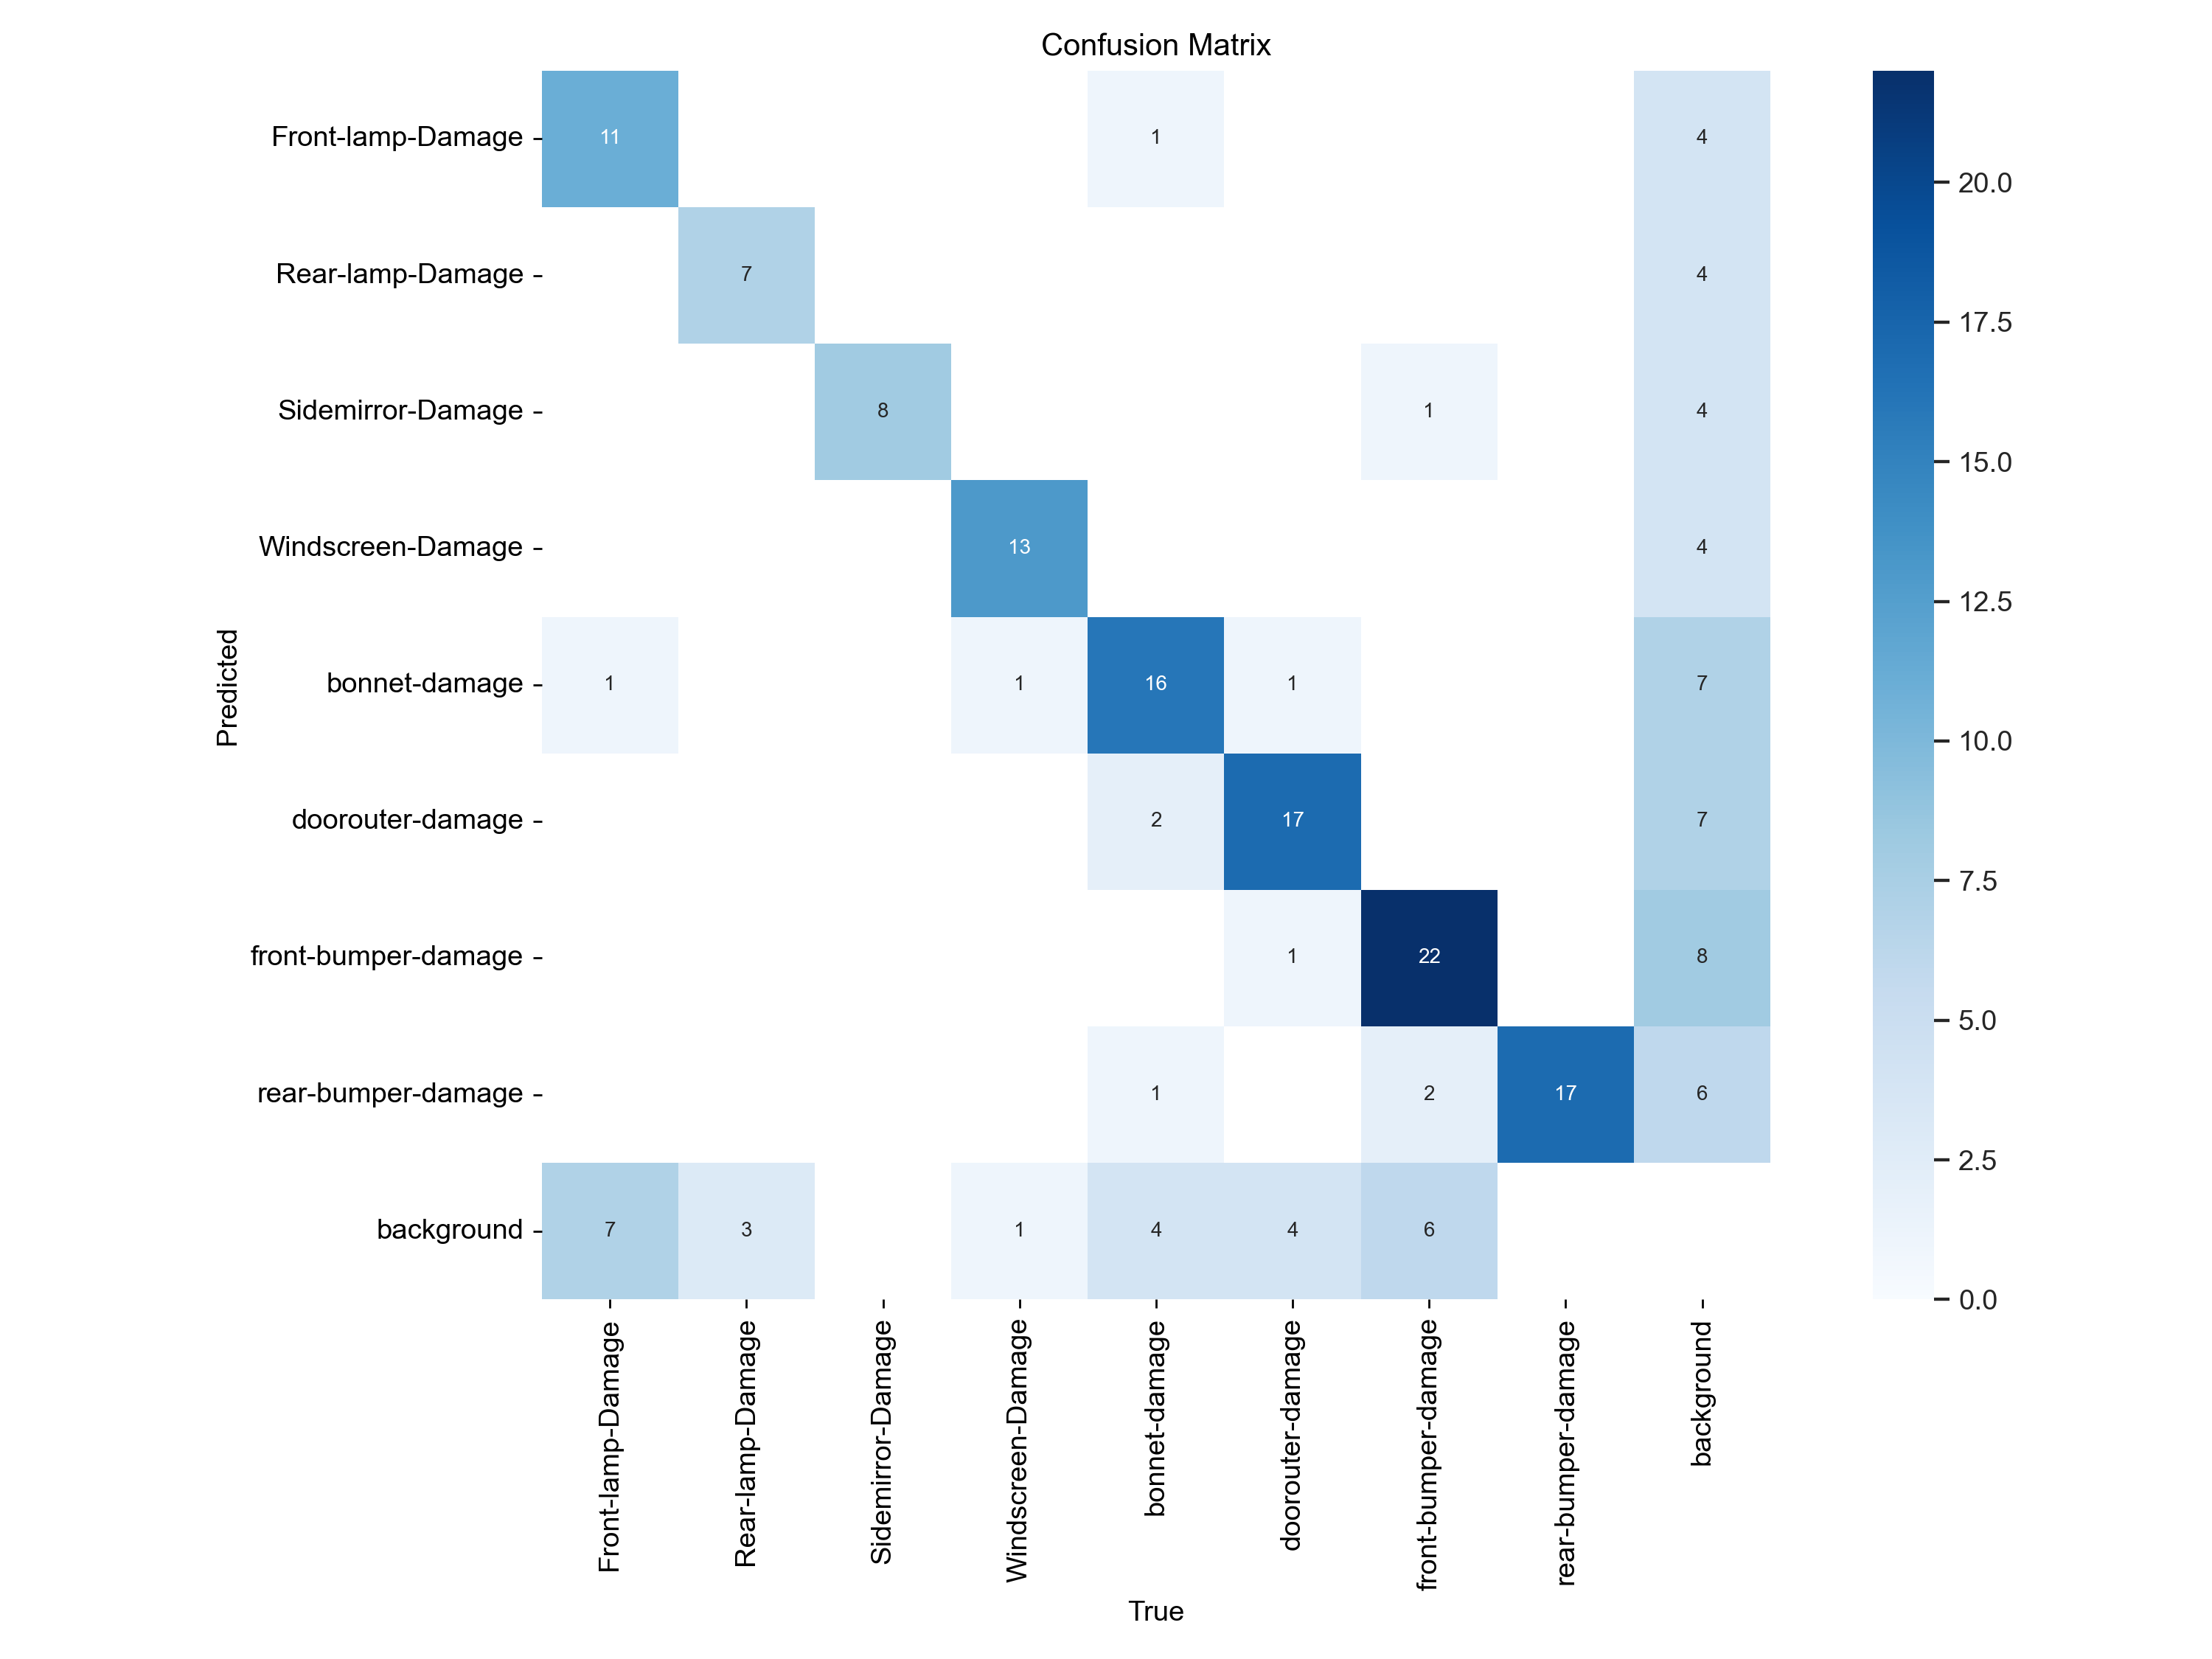 Confusion Matrix
Predicted
Front-lamp-Damage 11 1 4
Rear-lamp-Damage 7 4
Sidemirror-Damage 8 1 4
Windscreen-Damage 13 4
bonnet-damage 1 1 16 1 7
doorouter-damage 2 17 7
front-bumper-damage 1 22 8
rear-bumper-damage 1 2 17 6
background 7 3 1 4 4 6
Front-lamp-Damage
Rear-lamp-Damage
Sidemirror-Damage
Windscreen-Damage
bonnet-damage
doorouter-damage
front-bumper-damage
rear-bumper-damage
background
True
20.0
17.5
15.0
12.5
10.0
7.5
5.0
2.5
0.0